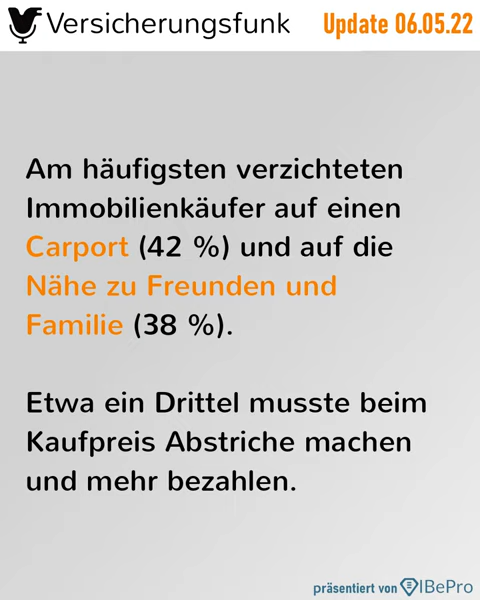 Versicherungsfunk Update 06.05.22
Am häufigsten verzichteten
Immobilienkäufer auf einen
Carport (42 %) und auf die
Nähe zu Freunden und
Familie (38 %).
Etwa ein Drittel musste beim
Kaufpreis Abstriche machen
und mehr bezahlen.
präsentiert von IBePro